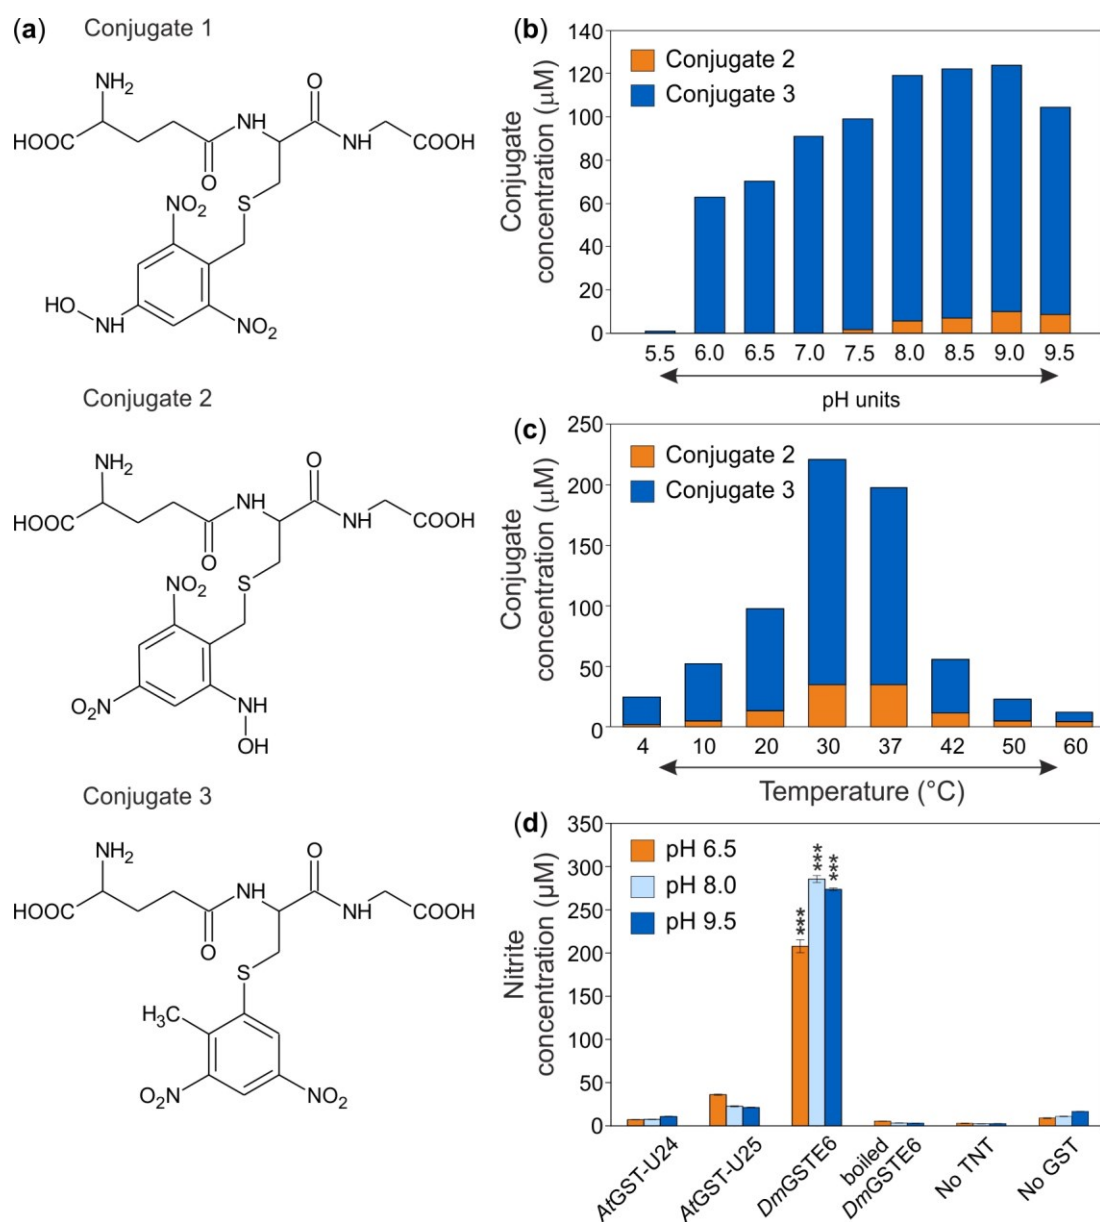 (a) Conjugate 1
NH₂
O
HOOC
NH
NH
COOH
O
NO₂
S
HO
NH
NO₂
Conjugate 2
NH₂
O
HOOC
NH
NH
COOH
O
NO₂
S
O₂N
NH
OH
Conjugate 3
NH₂
O
HOOC
NH
NH
COOH
O
S
H₃C
O₂N
NO₂
(b)
Conjugate concentration (μM)
140
120
100
80
60
40
20
0
Conjugate 2
Conjugate 3
5.5 6.0 6.5 7.0 7.5 8.0 8.5 9.0 9.5
pH units
(c)
Conjugate concentration (μM)
250
200
150
100
50
0
Conjugate 2
Conjugate 3
4 10 20 30 37 42 50 60
Temperature (°C)
(d)
Nitrite concentration (μM)
350
300
250
200
150
100
50
0
pH 6.5
pH 8.0
pH 9.5
***
***
***
AtGST-U24
AtGST-U25
DmGSTE6
boiled
DmGSTE6
No TNT
No GST